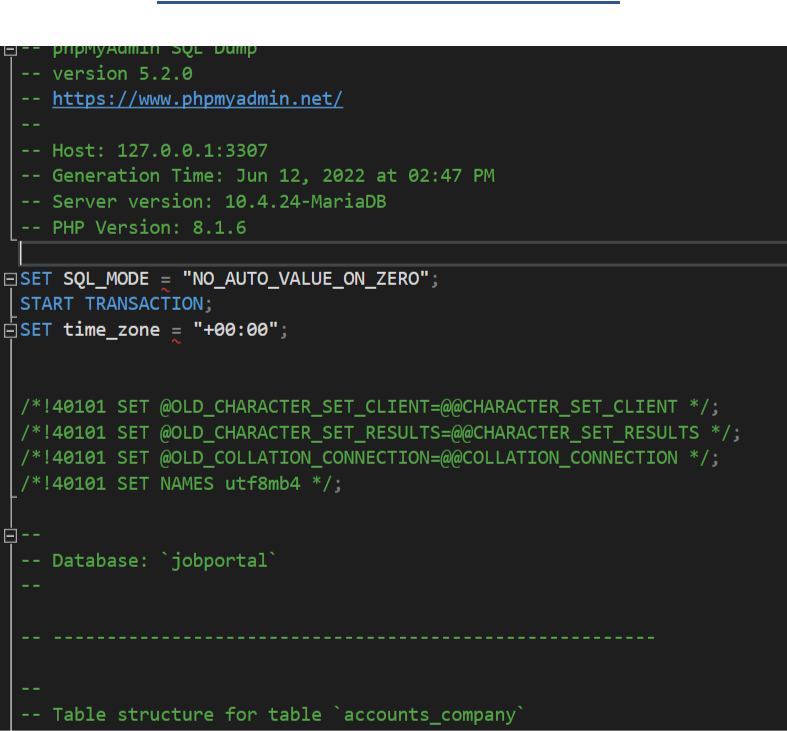 -- phpMyAdmin SQL Dump
-- version 5.2.0
-- https://www.phpmyadmin.net/
--
-- Host: 127.0.0.1:3307
-- Generation Time: Jun 12, 2022 at 02:47 PM
-- Server version: 10.4.24-MariaDB
-- PHP Version: 8.1.6
SET SQL_MODE = "NO_AUTO_VALUE_ON_ZERO";
START TRANSACTION;
SET time_zone = "+00:00";
/*!40101 SET @OLD_CHARACTER_SET_CLIENT=@@CHARACTER_SET_CLIENT */;
/*!40101 SET @OLD_CHARACTER_SET_RESULTS=@@CHARACTER_SET_RESULTS */;
/*!40101 SET @OLD_COLLATION_CONNECTION=@@COLLATION_CONNECTION */;
/*!40101 SET NAMES utf8mb4 */;
--
-- Database: `jobportal`
--
-- --------------------------------------------------------
--
-- Table structure for table `accounts_company`